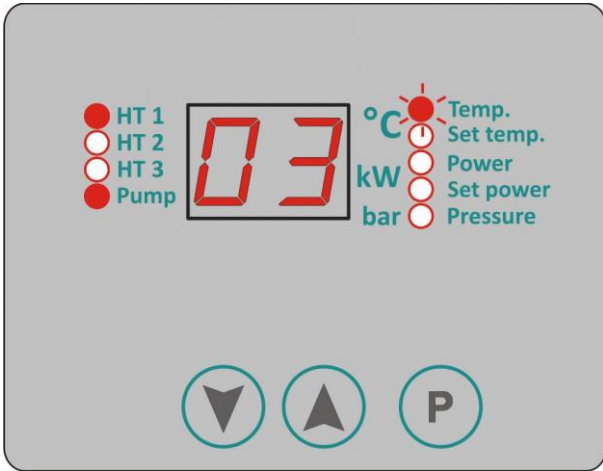 HT 1
HT 2
HT 3
Pump
03
°C
kW
bar
Temp.
Set temp.
Power
Set power
Pressure
P